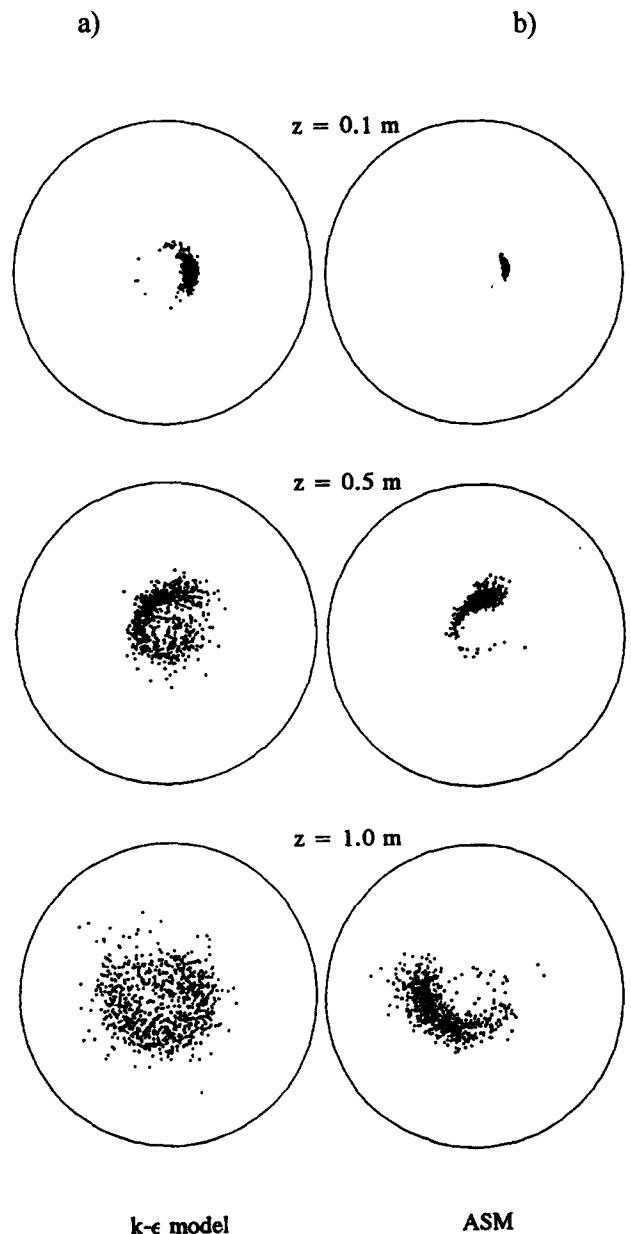 a) b)
z = 0.1 m
z = 0.5 m
z = 1.0 m
k-ϵ model ASM